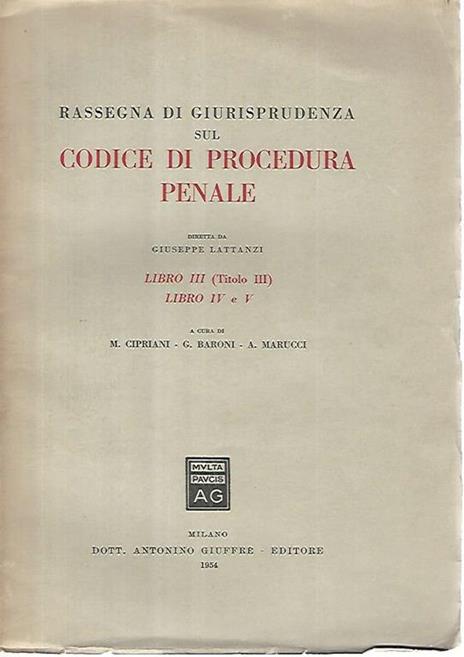 RASSEGNA DI GIURISPRUDENZA
SUL
CODICE DI PROCEDURA
PENALE
DIRETTA DA
GIUSEPPE LATTANZI
LIBRO III (Titolo III)
LIBRO IV e V
A CURA DI
M. CIPRIANI - G. BARONI - A. MARUCCI
MVLTA
PAVCIS
AG
MILANO
DOTT. ANTONINO GIUFFRÈ - EDITORE
1954